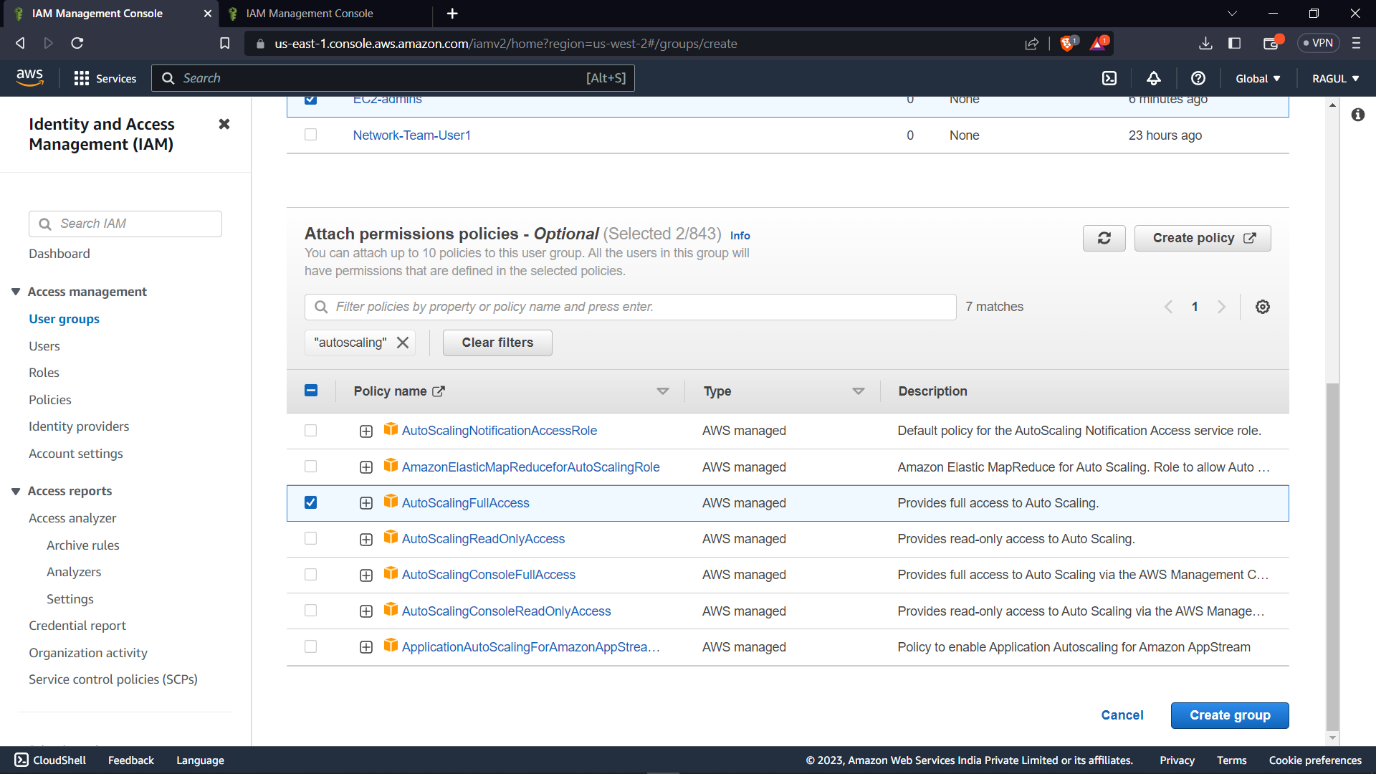 IAM Management Console
IAM Management Console
us-east-1.console.aws.amazon.com/iamv2/home?region=us-west-2#/groups/create
1
1
VPN
aws
Services
Search
[Alt+S]
Global
RAGUL
Identity and Access
Management (IAM)
Search IAM
Dashboard
Access management
User groups
Users
Roles
Policies
Identity providers
Account settings
Access reports
Access analyzer
Archive rules
Analyzers
Settings
Credential report
Organization activity
Service control policies (SCPs)
EC2-admins 0 None 6 minutes ago
Network-Team-User1 0 None 23 hours ago
Attach permissions policies - Optional (Selected 2/843) Info
You can attach up to 10 policies to this user group. All the users in this group will
have permissions that are defined in the selected policies.
Create policy
Filter policies by property or policy name and press enter.
7 matches
1
"autoscaling"
Clear filters
Policy name Type Description
AutoScalingNotificationAccessRole AWS managed Default policy for the AutoScaling Notification Access service role.
AmazonElasticMapReduceforAutoScalingRole AWS managed Amazon Elastic MapReduce for Auto Scaling. Role to allow Auto ...
AutoScalingFullAccess AWS managed Provides full access to Auto Scaling.
AutoScalingReadOnlyAccess AWS managed Provides read-only access to Auto Scaling.
AutoScalingConsoleFullAccess AWS managed Provides full access to Auto Scaling via the AWS Management C...
AutoScalingConsoleReadOnlyAccess AWS managed Provides read-only access to Auto Scaling via the AWS Manage...
ApplicationAutoScalingForAmazonAppStrea... AWS managed Policy to enable Application Autoscaling for Amazon AppStream
Cancel
Create group
CloudShell
Feedback
Language
© 2023, Amazon Web Services India Private Limited or its affiliates.
Privacy
Terms
Cookie preferences